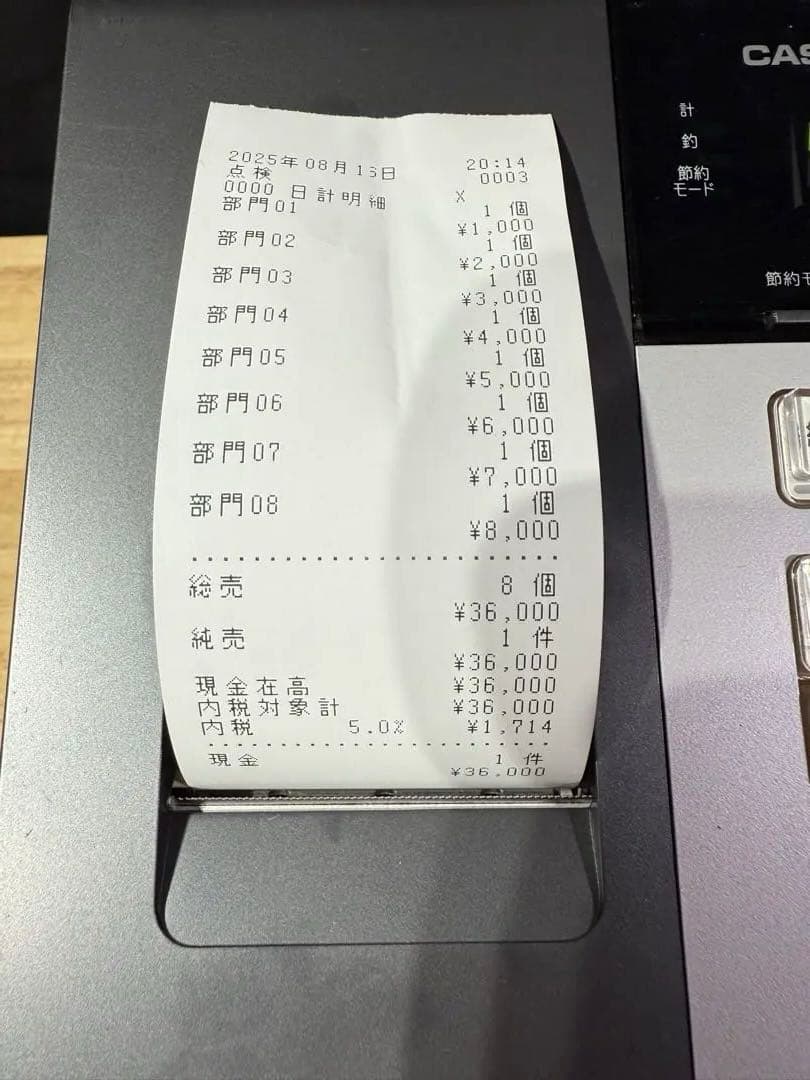 2025年08月16日 20:14
点検 0003
0000 日計明細 X
部門01 1 個
¥1,000
部門02 1 個
¥2,000
部門03 1 個
¥3,000
部門04 1 個
¥4,000
部門05 1 個
¥5,000
部門06 1 個
¥6,000
部門07 1 個
¥7,000
部門08 1 個
¥8,000
総売 8 個
¥36,000
純売 1 件
¥36,000
現金在高 ¥36,000
内税対象計 ¥36,000
内税 5.0% ¥1,714
現金 1 件
¥36,000
CAS
計
釣
節約
モード
節約モ